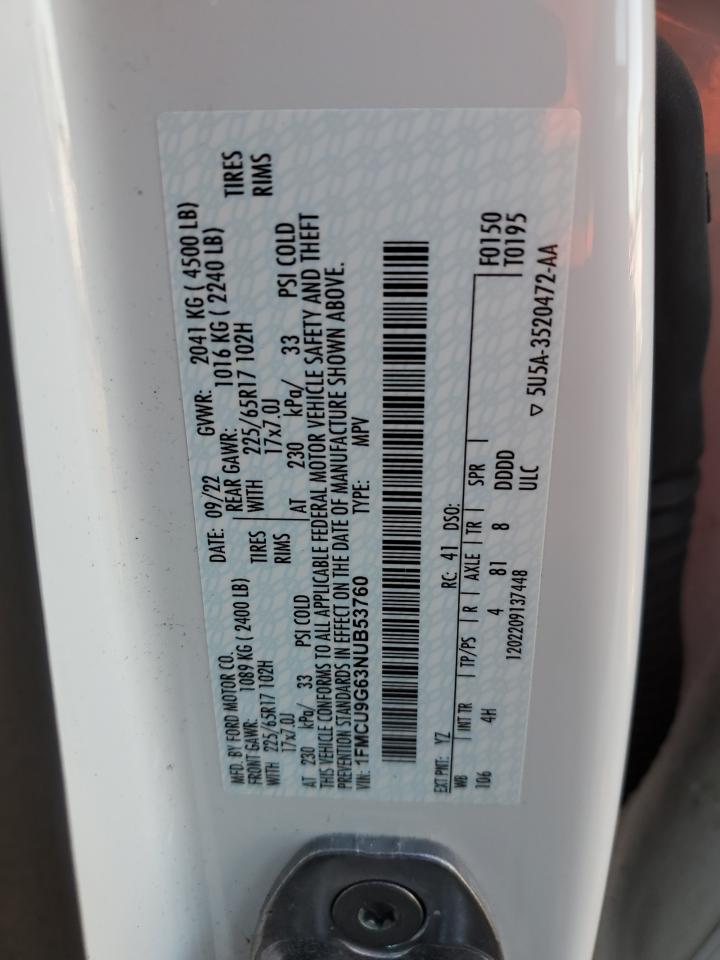 MFD. BY FORD MOTOR CO. DATE: 09/22 GVWR: 2041 KG ( 4500 LB)
FRONT GAWR: 1089 KG ( 2400 LB) REAR GAWR: 1016 KG ( 2240 LB)
WITH 225/65R17 102H TIRES WITH 225/65R17 102H TIRES
17x7.0J RIMS 17x7.0J RIMS
AT 230 kPa/ 33 PSI COLD AT 230 kPa/ 33 PSI COLD
THIS VEHICLE CONFORMS TO ALL APPLICABLE FEDERAL MOTOR VEHICLE SAFETY AND THEFT
PREVENTION STANDARDS IN EFFECT ON THE DATE OF MANUFACTURE SHOWN ABOVE.
VIN: 1FMCU9G63NUB53760 TYPE: MPV
EXT PNT: YZ RC: 41 DSO:
WB INT TR TP/PS R AXLE TR SPR F0150
106 4H 4 81 8 DDDD T0195
1202209137448 ULC
▽ 5U5A-3520472-AA